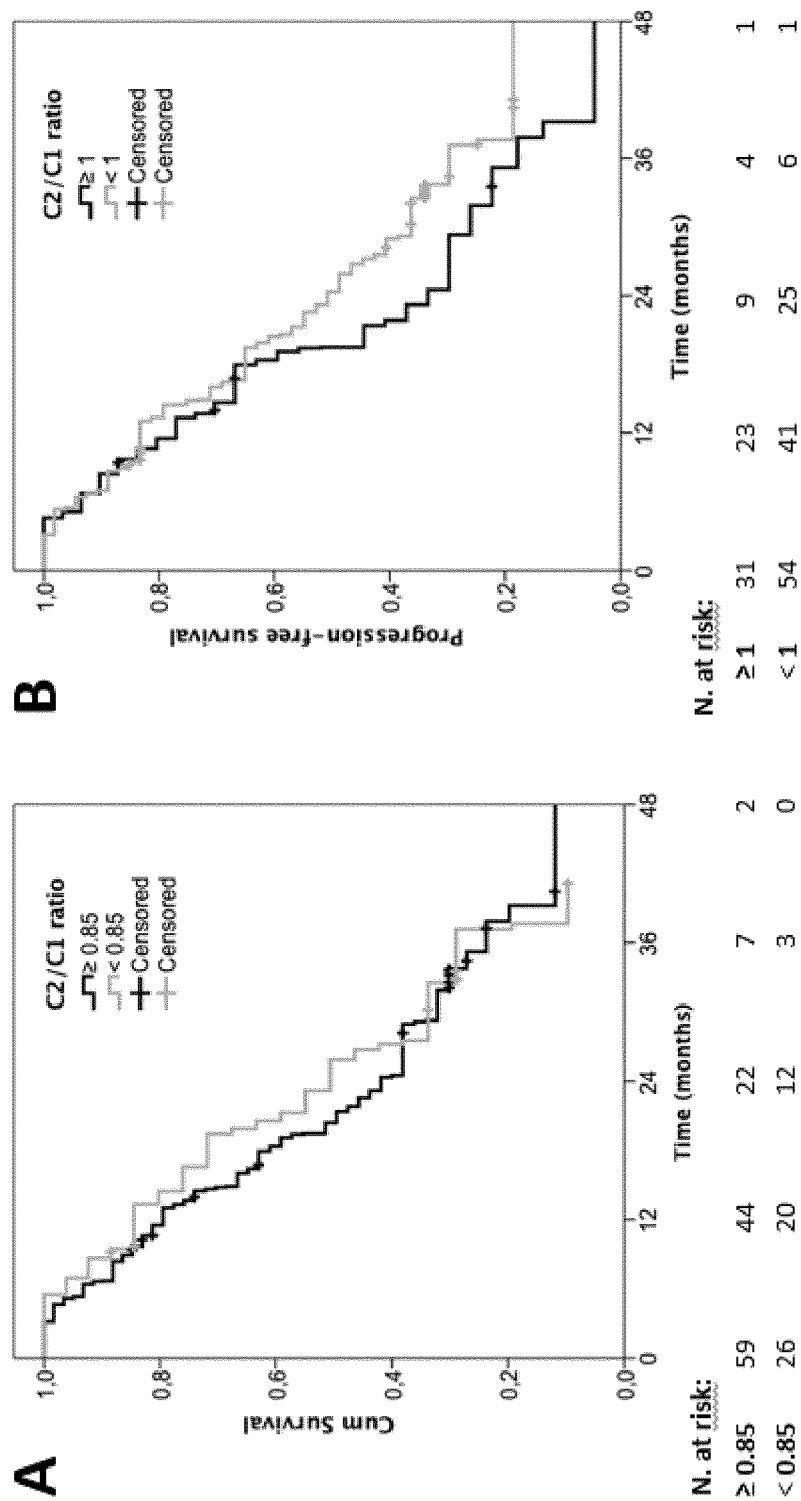 A
Cum Survival
1,0
0,8
0,6
0,4
0,2
0,0
C2/C1 ratio
≥ 0.85
< 0.85
Censored
Censored
0 12 24 36 48
Time (months)
N. at risk:
≥ 0.85 59 44 22 7 2
< 0.85 26 20 12 3 0
B
Progression-free survival
1,0
0,8
0,6
0,4
0,2
0,0
C2/C1 ratio
≥ 1
< 1
Censored
Censored
0 12 24 36 48
Time (months)
N. at risk:
≥ 1 31 23 9 4 1
< 1 54 41 25 6 1